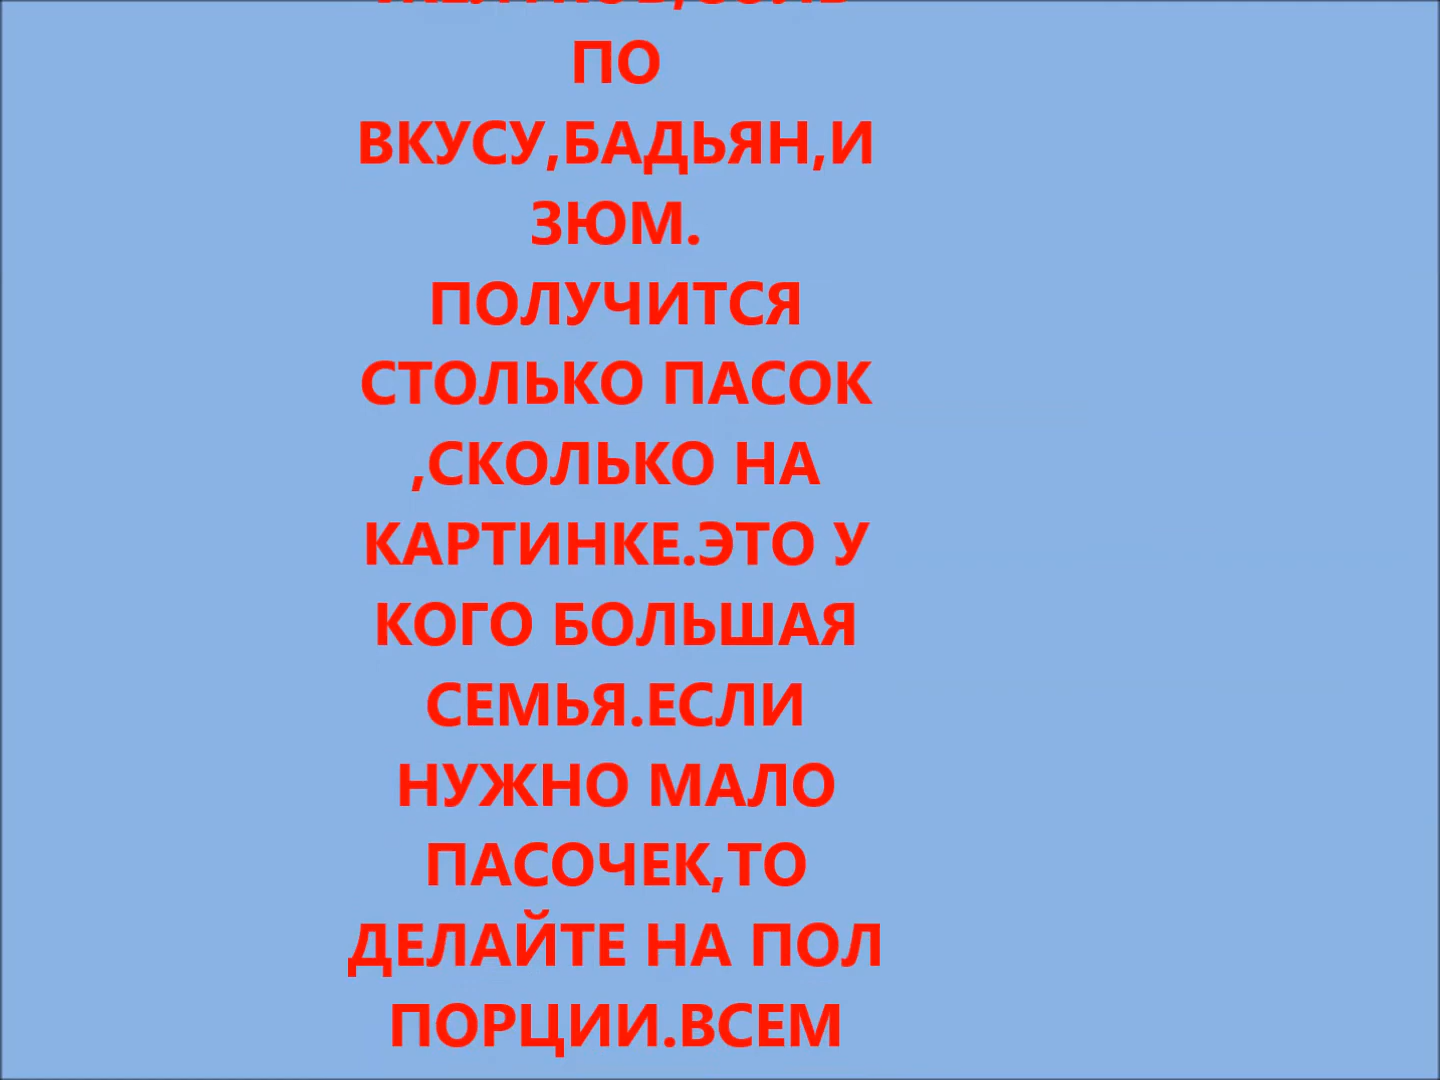 ПО
ВКУСУ,БАДЬЯН,И
ЗЮМ.
ПОЛУЧИТСЯ
СТОЛЬКО ПАСОК
,СКОЛЬКО НА
КАРТИНКЕ.ЭТО У
КОГО БОЛЬШАЯ
СЕМЬЯ.ЕСЛИ
НУЖНО МАЛО
ПАСОЧЕК,ТО
ДЕЛАЙТЕ НА ПОЛ
ПОРЦИИ.ВСЕМ